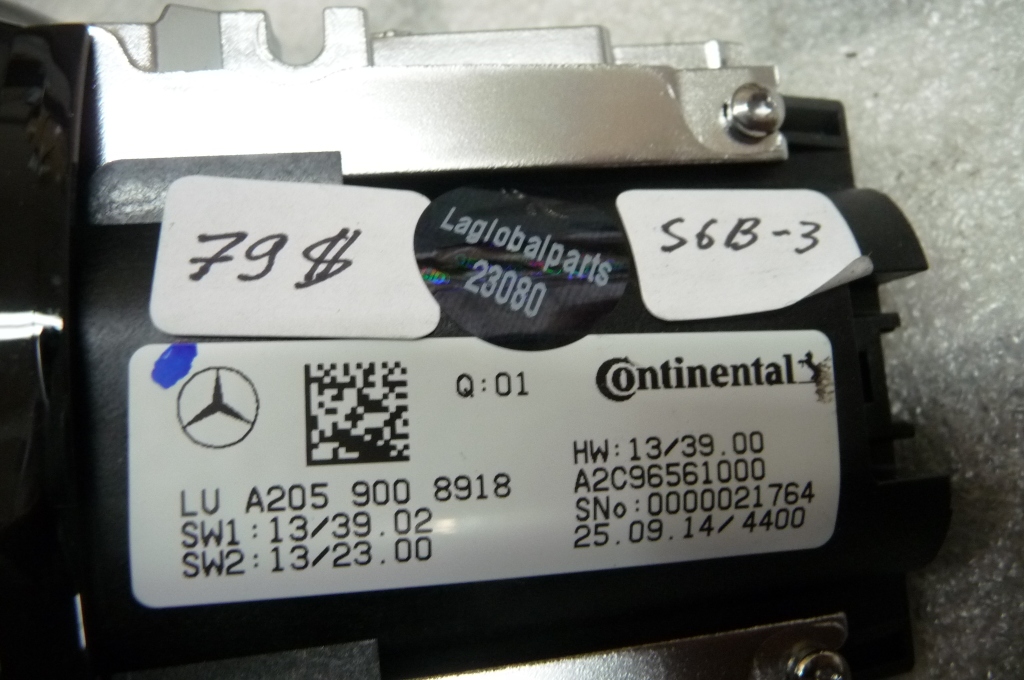 79 $
Laglobalparts
23080
S6B-3
Q:01
Continental
LU A205 900 8918
SW1:13/39.02
SW2:13/23.00
HW:13/39.00
A2C96561000
SNo:0000021764
25.09.14/4400